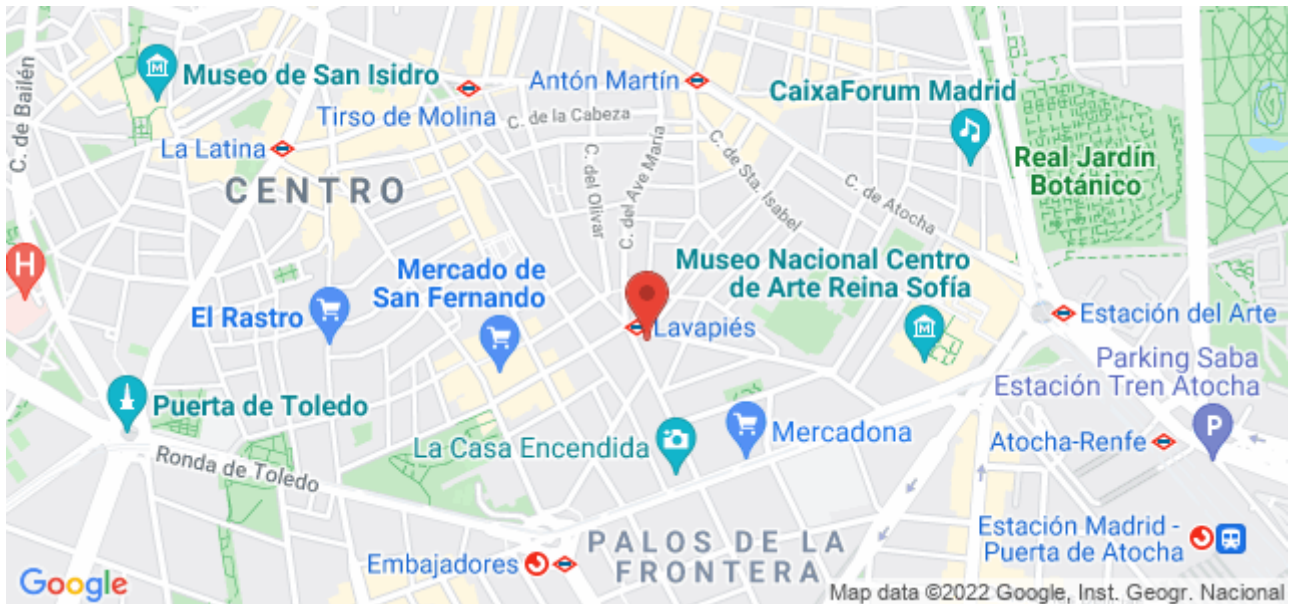 Museo de San Isidro
Antón Martín
CaixaForum Madrid
Tirso de Molina
C. de la Cabeza
C. de Bailén
La Latina
CENTRO
C. del Olivar
C. del Ave María
C. de Sta. Isabel
C. de Atocha
Real Jardín
Botánico
H
Mercado de
San Fernando
Museo Nacional Centro
de Arte Reina Sofía
El Rastro
Lavapiés
Estación del Arte
Parking Saba
Estación Tren Atocha
P
Puerta de Toledo
La Casa Encendida
Mercadona
Atocha-Renfe
Ronda de Toledo
Estación Madrid -
Puerta de Atocha
Embajadores
PALOS DE LA
FRONTERA
Google
Map data ©2022 Google, Inst. Geogr. Nacional